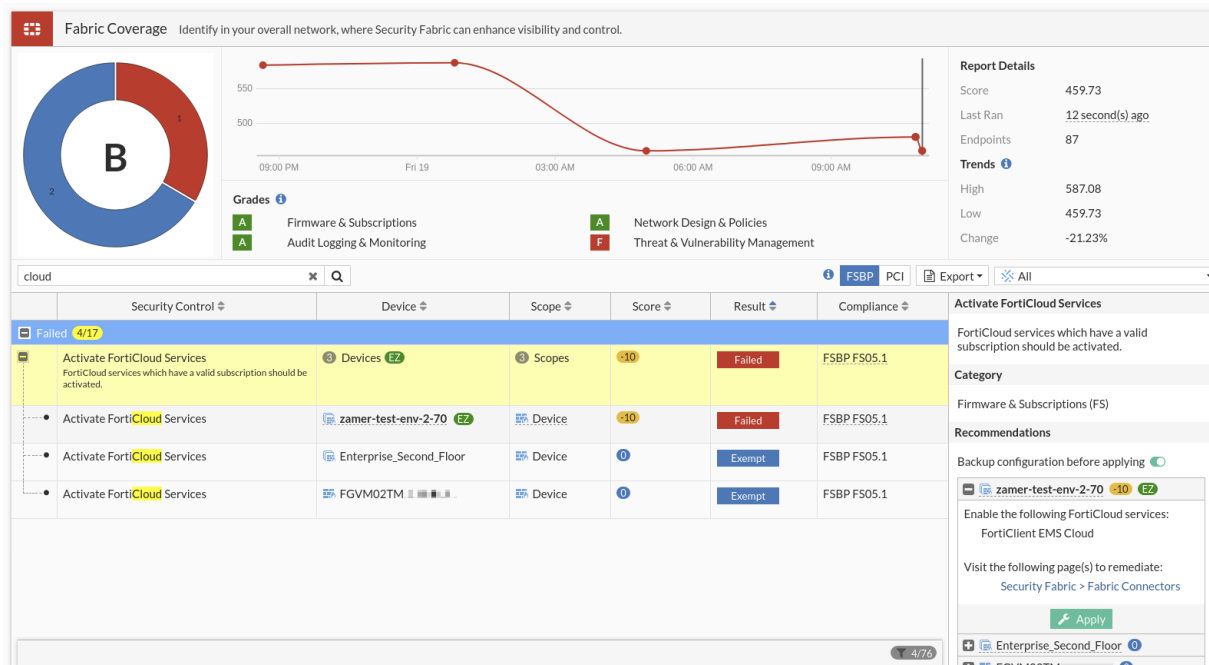 Fabric Coverage Identify in your overall network, where Security Fabric can enhance visibility and control.
B
1
2
550
500
09:00 PM Fri 19 03:00 AM 06:00 AM 09:00 AM
Grades
A Firmware & Subscriptions
A Network Design & Policies
A Audit Logging & Monitoring
F Threat & Vulnerability Management
Report Details
Score 459.73
Last Ran 12 second(s) ago
Endpoints 87
Trends
High 587.08
Low 459.73
Change -21.23%
cloud
FSBP PCI Export All
Security Control Device Scope Score Result Compliance
Failed 4/17
Activate FortiCloud Services 3 Devices EZ 3 Scopes -10 Failed FSBP FS05.1
FortiCloud services which have a valid subscription should be
activated.
Activate FortiCloud Services zamer-test-env-2-70 EZ Device -10 Failed FSBP FS05.1
Activate FortiCloud Services Enterprise_Second_Floor Device 0 Exempt FSBP FS05.1
Activate FortiCloud Services FGVM02TM Device 0 Exempt FSBP FS05.1
4/76
Activate FortiCloud Services
FortiCloud services which have a valid
subscription should be activated.
Category
Firmware & Subscriptions (FS)
Recommendations
Backup configuration before applying
zamer-test-env-2-70 -10 EZ
Enable the following FortiCloud services:
FortiClient EMS Cloud
Visit the following page(s) to remediate:
Security Fabric > Fabric Connectors
Apply
Enterprise_Second_Floor 0